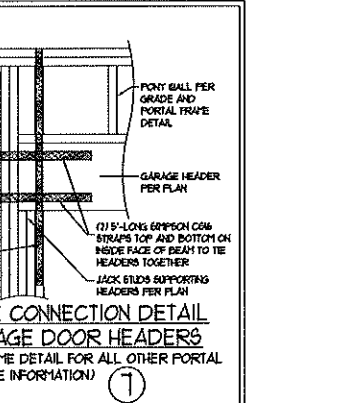 PONY WALL PER
GRADE AND
PORTAL FRAME
DETAIL
GARAGE HEADER
PER PLAN
5'-LONG SIMPSON CS16
STRAPS TOP AND BOTTOM ON
INSIDE FACE OF BEAM TO TIE
HEADERS TOGETHER
JACK STUDS SUPPORTING
HEADERS PER PLAN
CONNECTION DETAIL
AGE DOOR HEADERS
ME DETAIL FOR ALL OTHER PORTAL
E INFORMATION)
7